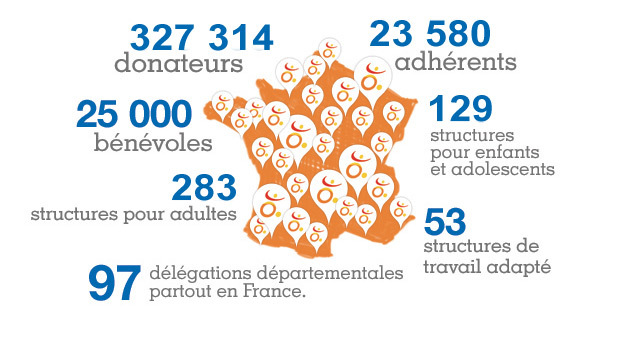 327 314
donateurs
23 580
adhérents
25 000
bénévoles
129
structures
pour enfants
et adolescents
283
structures pour adultes
53
structures de
travail adapté
97
délégations départementales
partout en France.